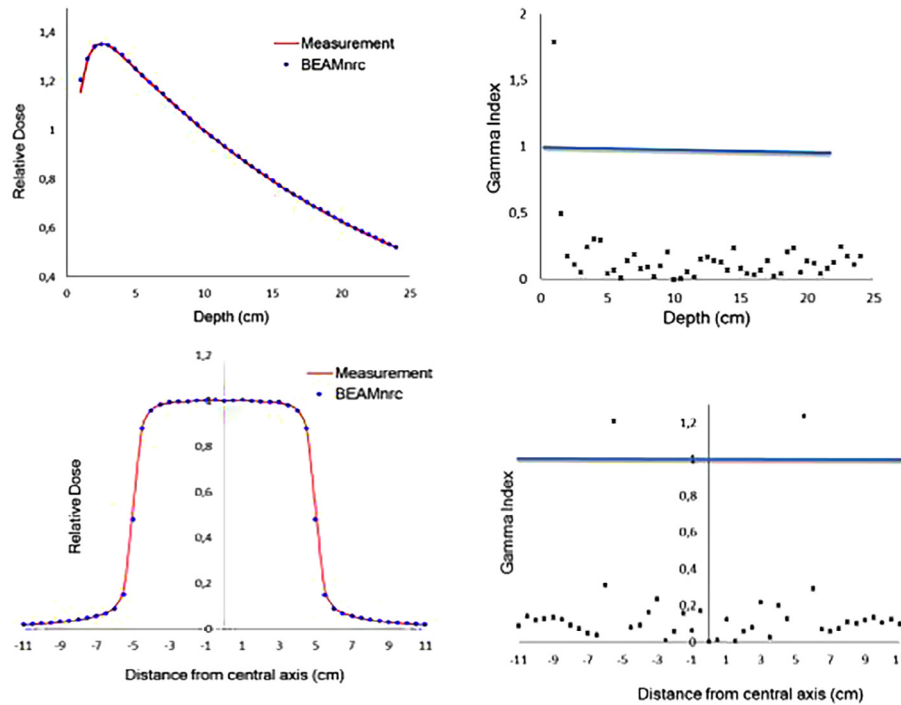 1,4
1,2
1
0,8
0,6
0,4
Relative Dose
0 5 10 15 20 25
Depth (cm)
Measurement
BEAMnrc
2
1,5
1
0,5
0
Gamma Index
0 5 10 15 20 25
Depth (cm)
1,2
1
0,8
0,6
0,4
0,2
0
Relative Dose
-11 -9 -7 -5 -3 -1 1 3 5 7 9 11
Distance from central axis (cm)
Measurement
BEAMnrc
1,2
1
0,8
0,6
0,4
0,2
0
Gamma Index
-11 -9 -7 -5 -3 -1 1 3 5 7 9 1
Distance from central axis (cm)